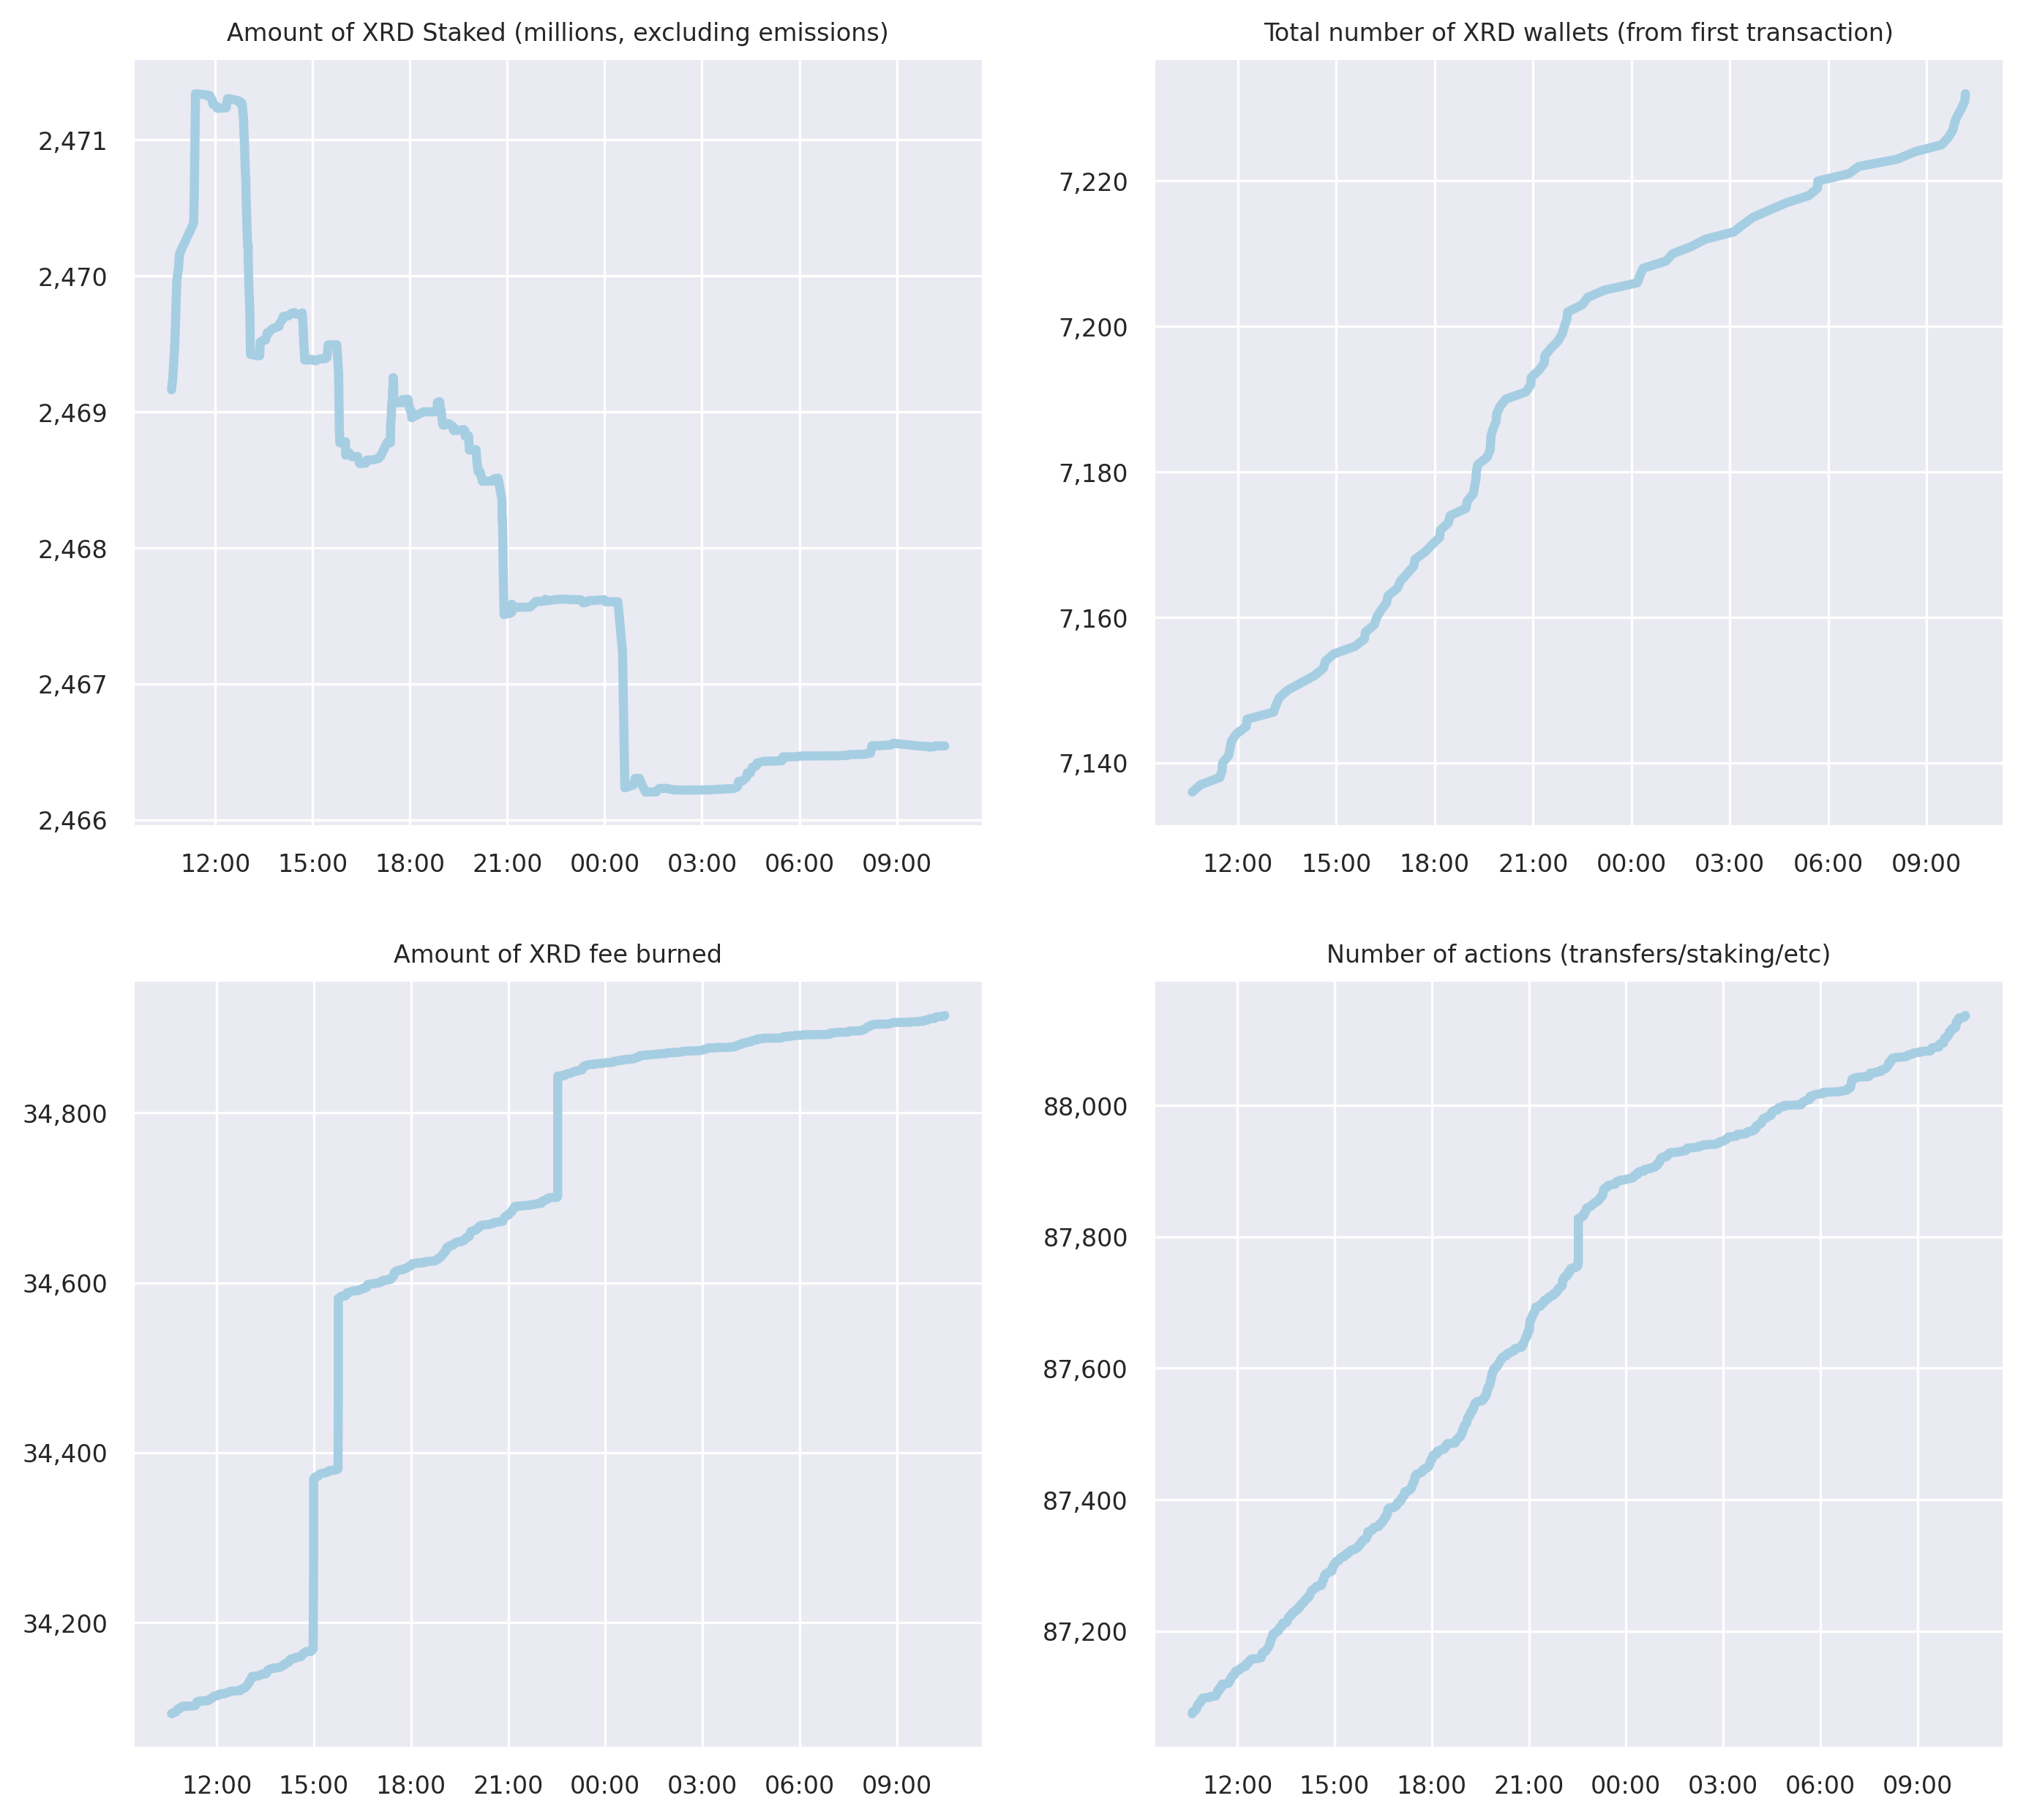 Amount of XRD Staked (millions, excluding emissions)
2,471
2,470
2,469
2,468
2,467
2,466
12:00 15:00 18:00 21:00 00:00 03:00 06:00 09:00
Total number of XRD wallets (from first transaction)
7,220
7,200
7,180
7,160
7,140
12:00 15:00 18:00 21:00 00:00 03:00 06:00 09:00
Amount of XRD fee burned
34,800
34,600
34,400
34,200
12:00 15:00 18:00 21:00 00:00 03:00 06:00 09:00
Number of actions (transfers/staking/etc)
88,000
87,800
87,600
87,400
87,200
12:00 15:00 18:00 21:00 00:00 03:00 06:00 09:00